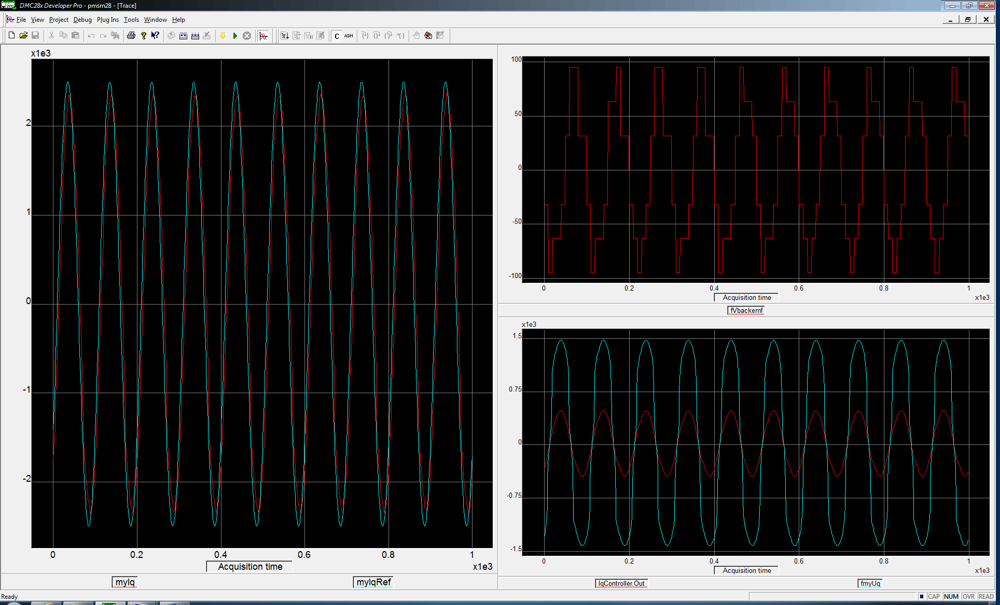 DMC28x Developer Pro - pmsm28 - [Trace]
File View Project Debug Plug Ins Tools Window Help
C ASM
x1e3
2
1
0
-1
-2
0 0.2 0.4 0.6 0.8 1
Acquisition time x1e3
myIq myIqRef
100
50
0
-50
-100
0 0.2 0.4 0.6 0.8 1
Acquisition time x1e3
fVbackemf
x1e3
1.5
0.75
0
-0.75
-1.5
0 0.2 0.4 0.6 0.8 1
Acquisition time x1e3
IqController.Out fmyUq
Ready CAP NUM OVR READ